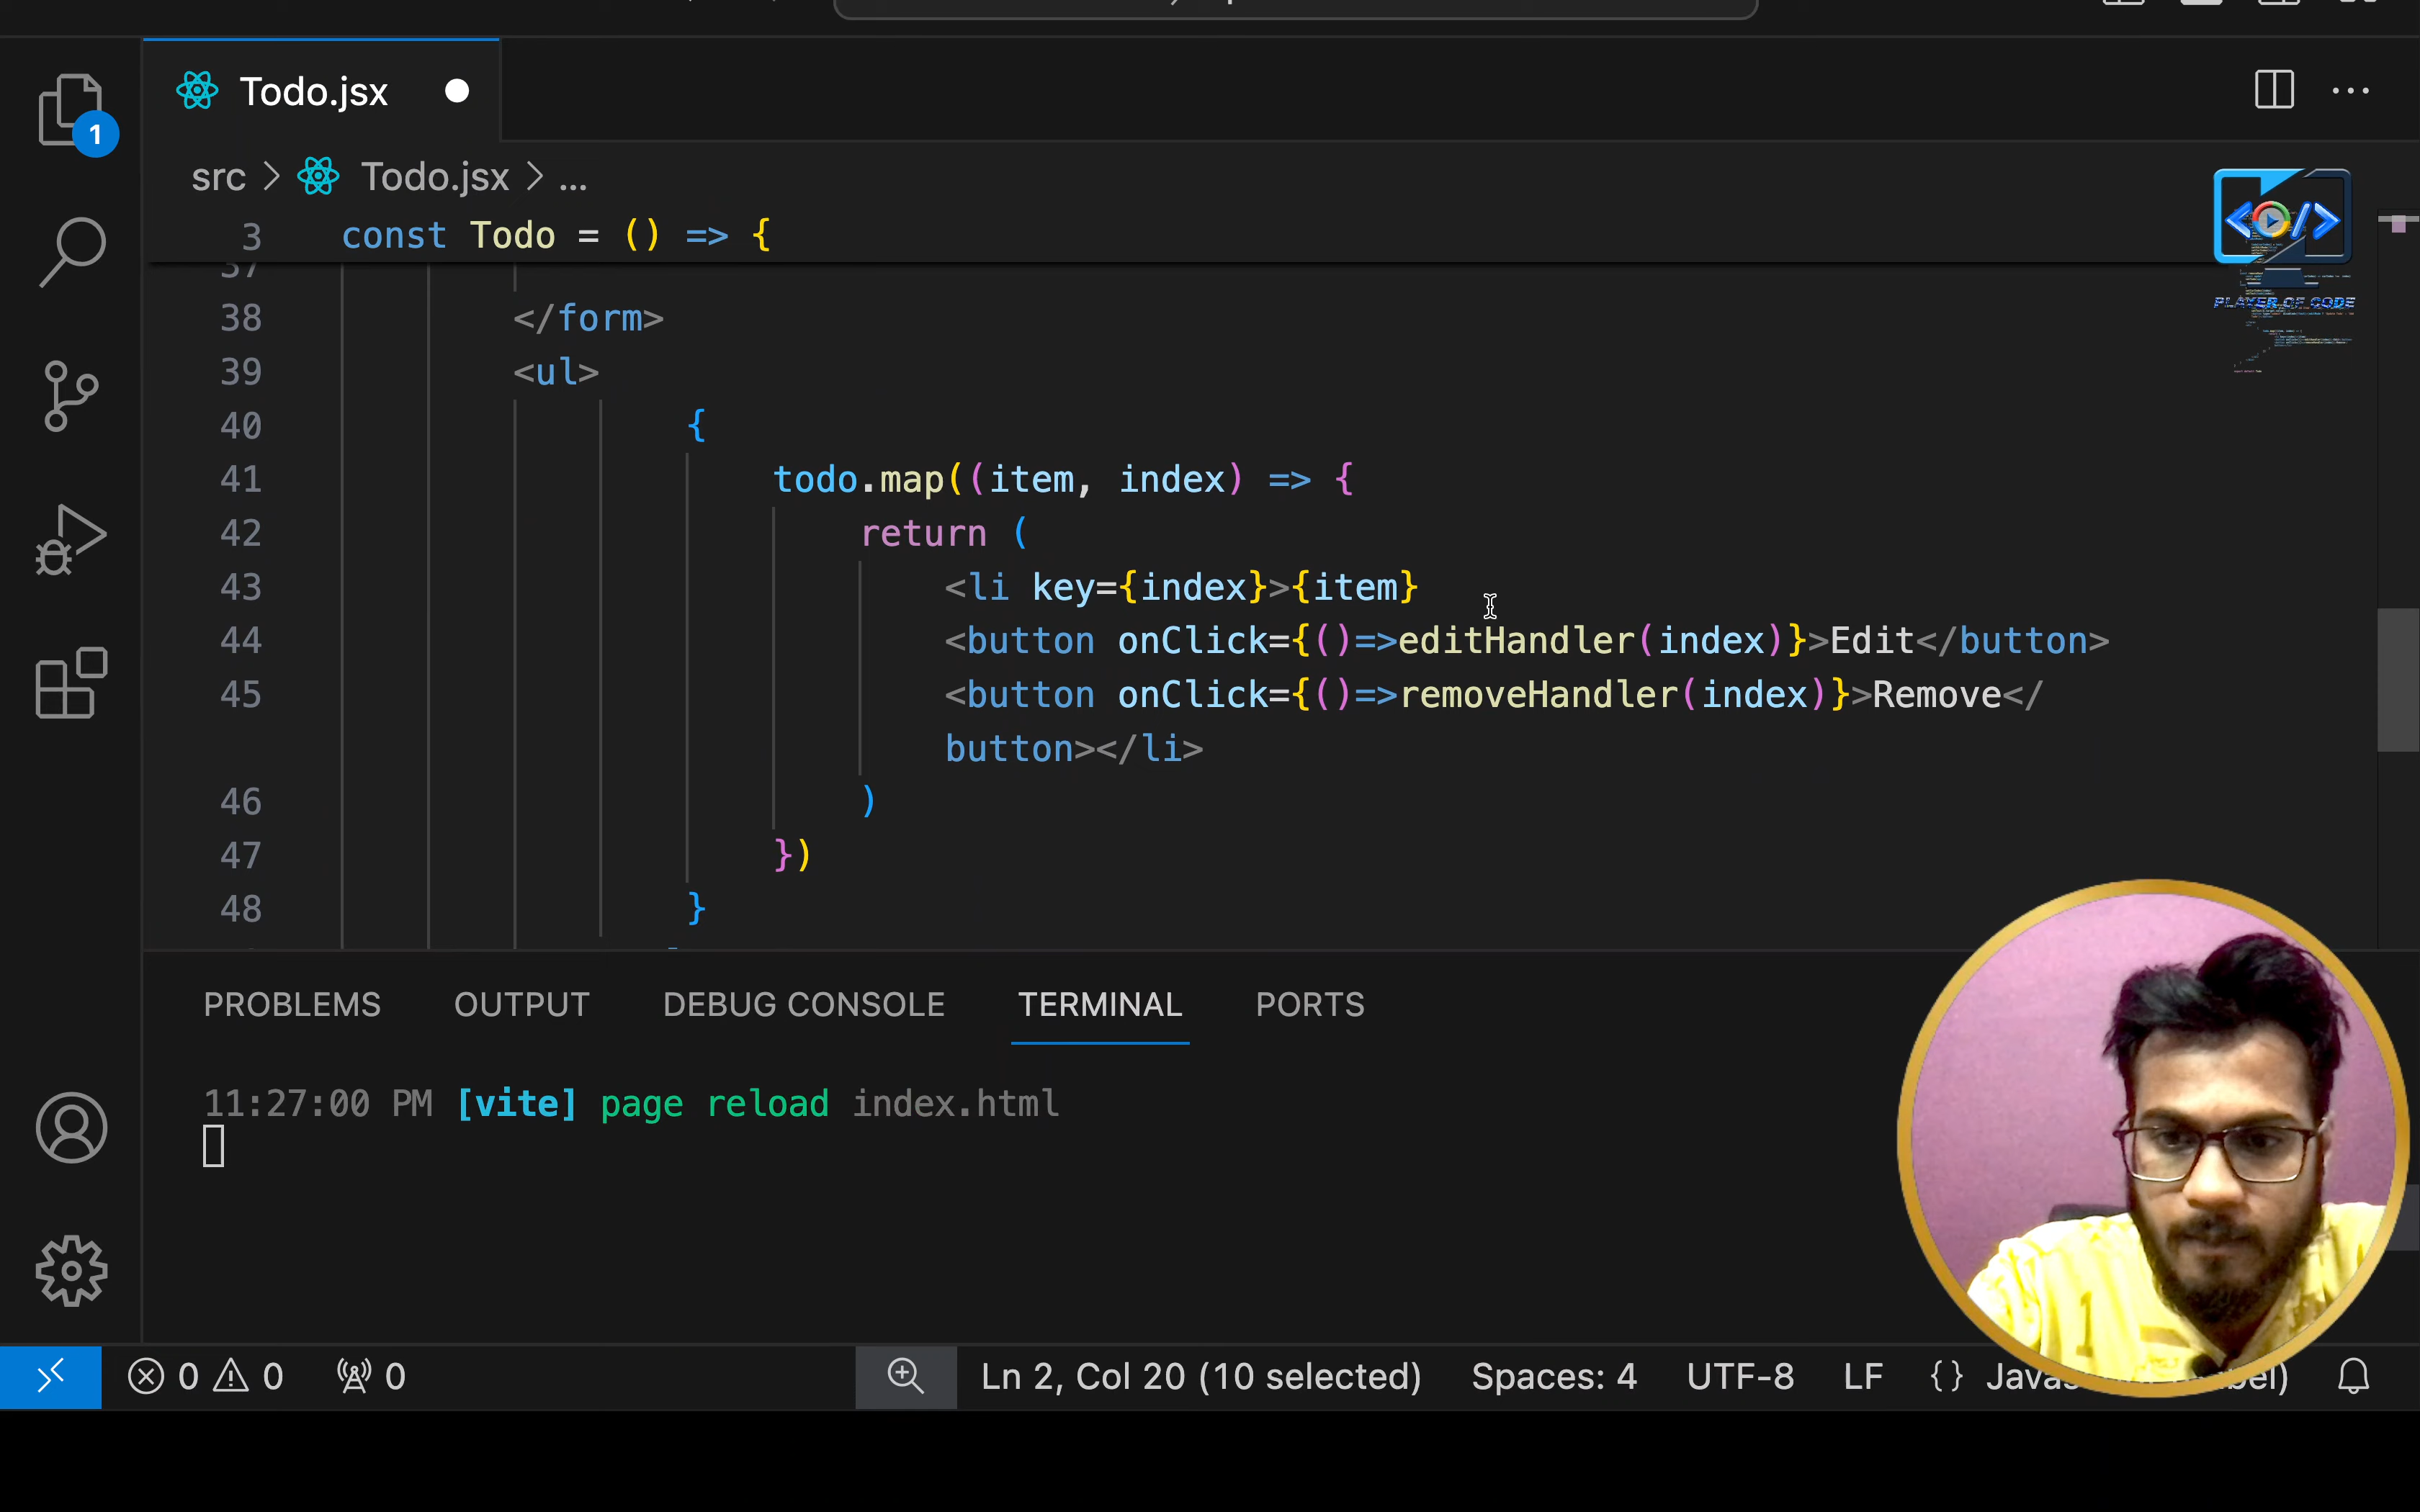 Todo.jsx
1
src > Todo.jsx > ...
3 const Todo = () => {
37
38 </form>
39 <ul>
40 {
41 todo.map((item, index) => {
42 return (
43 <li key={index}>{item}
44 <button onClick={()=>editHandler(index)}>Edit</button>
45 <button onClick={()=>removeHandler(index)}>Remove</
button></li>
46 )
47 })
48 }
PLAYER OF CODE
PROBLEMS OUTPUT DEBUG CONSOLE TERMINAL PORTS
11:27:00 PM [vite] page reload index.html
0 0 0 Ln 2, Col 20 (10 selected) Spaces: 4 UTF-8 LF {}